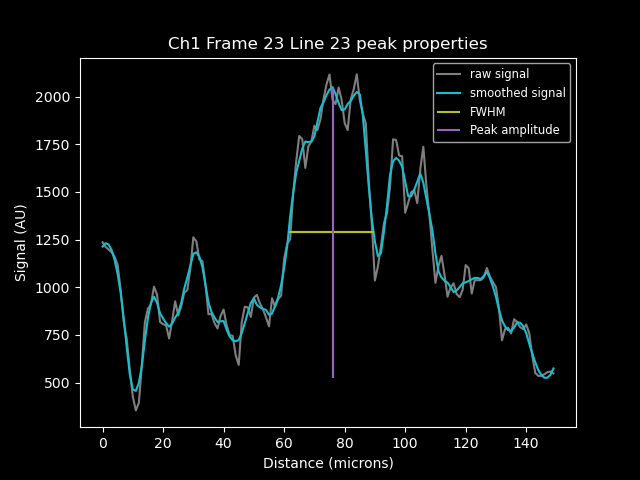 Ch1 Frame 23 Line 23 peak properties
raw signal
smoothed signal
FWHM
Peak amplitude
Signal (AU)
2000
1750
1500
1250
1000
750
500
0 20 40 60 80 100 120 140
Distance (microns)